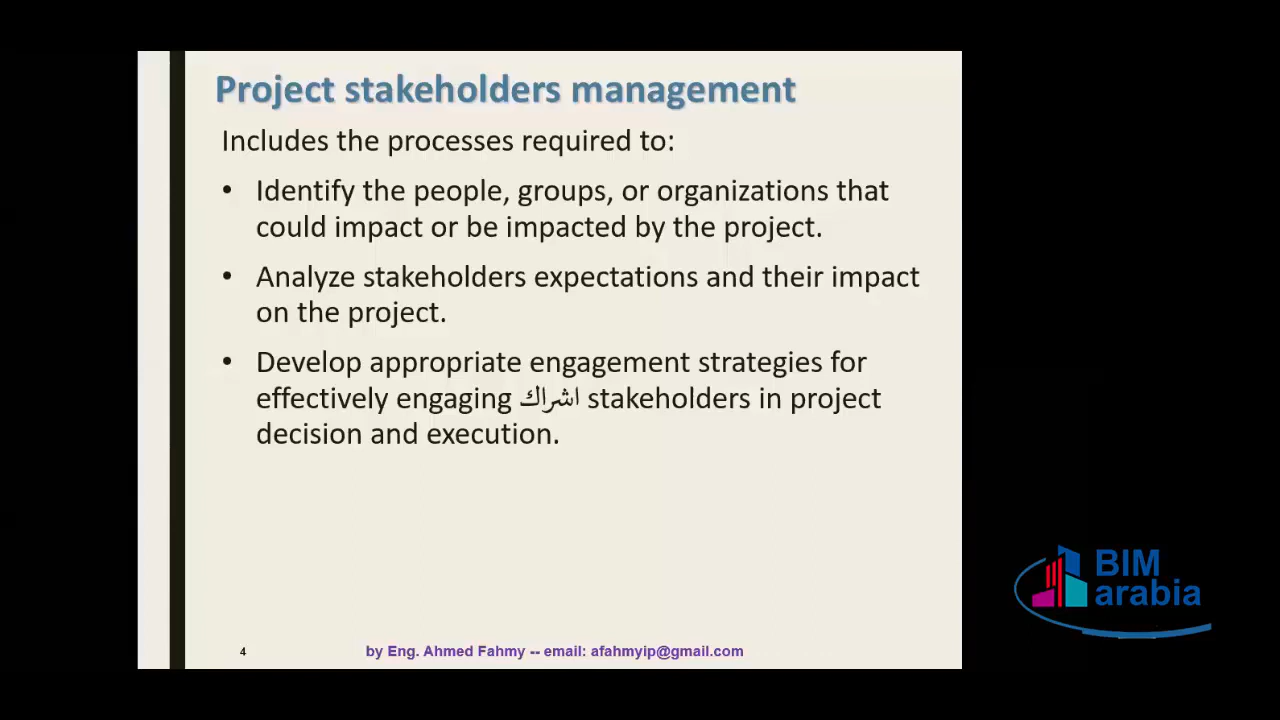 Project stakeholders management
Includes the processes required to:
• Identify the people, groups, or organizations that
could impact or be impacted by the project.
• Analyze stakeholders expectations and their impact
on the project.
• Develop appropriate engagement strategies for
effectively engaging اشراك stakeholders in project
decision and execution.
4
by Eng. Ahmed Fahmy -- email: afahmyip@gmail.com
BIM
arabia